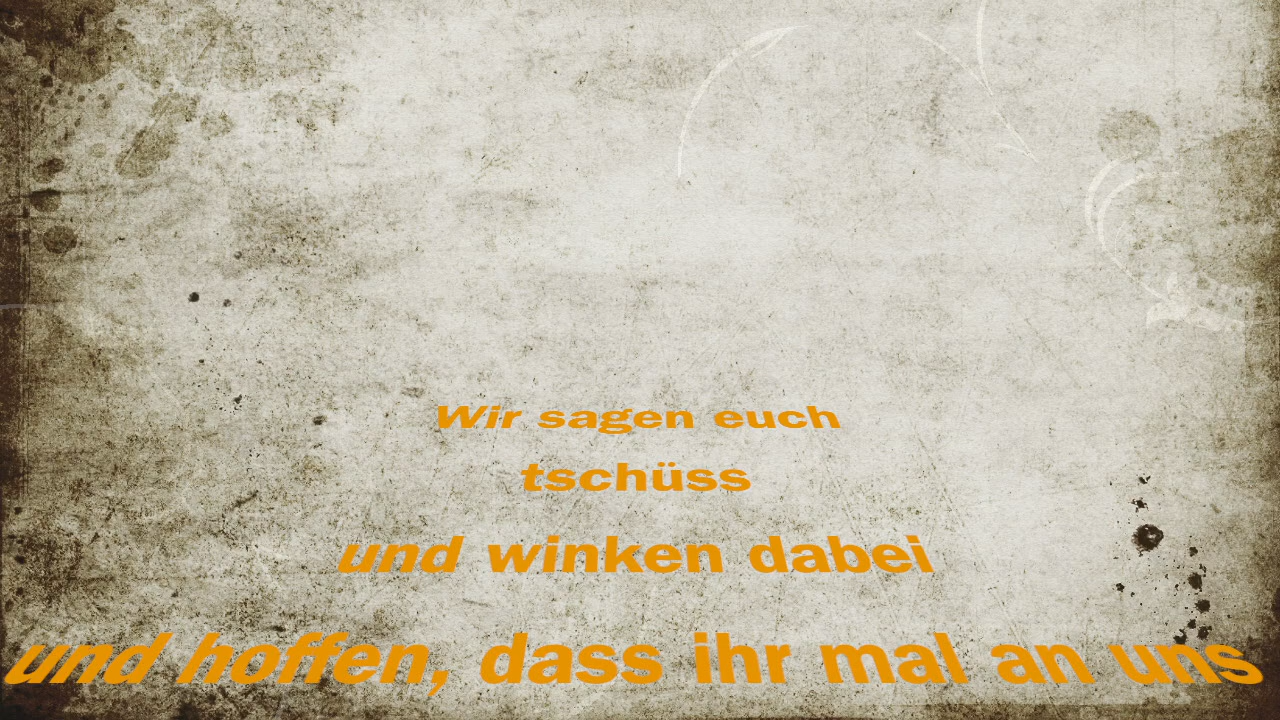 Wir sagen euch
tschüss
und winken dabei
und hoffen, dass ihr mal an uns